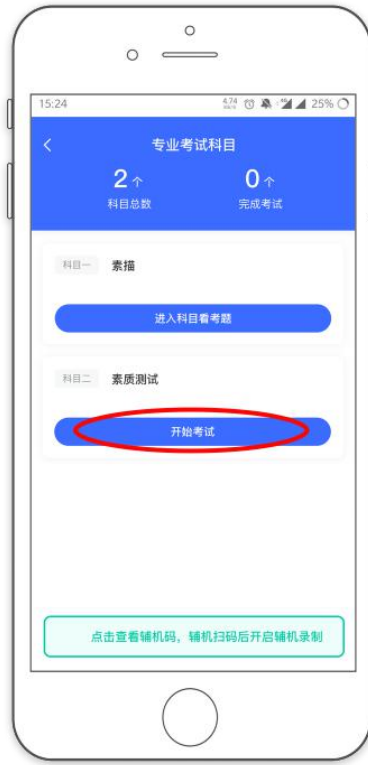 15:24
4.74
25%
专业考试科目
2个
0个
科目总数
完成考试
科目一 素描
进入科目看考题
科目二 素质测试
开始考试
点击查看辅机码，辅机扫码后开启辅机录制